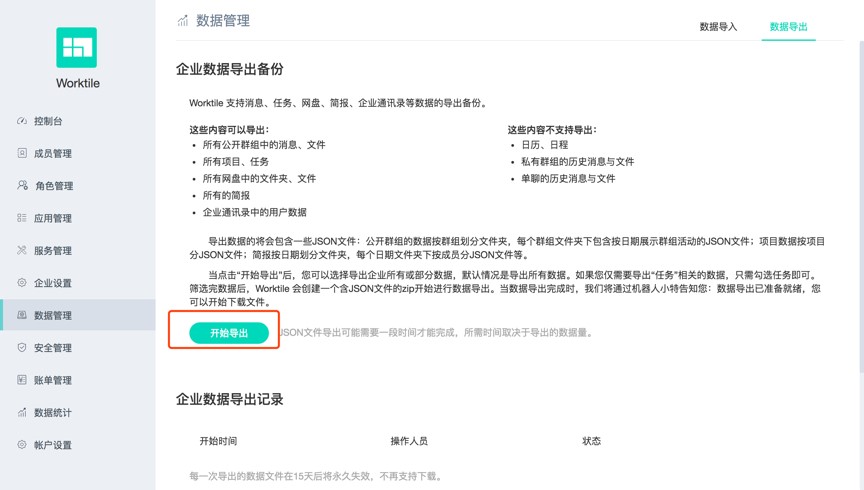 Worktile
控制台
成员管理
角色管理
应用管理
服务管理
企业设置
数据管理
安全管理
账单管理
数据统计
帐户设置
数据管理
数据导入
数据导出
企业数据导出备份
Worktile 支持消息、任务、网盘、简报、企业通讯录等数据的导出备份。
这些内容可以导出：
• 所有公开群组中的消息、文件
• 所有项目、任务
• 所有网盘中的文件夹、文件
• 所有的简报
• 企业通讯录中的用户数据
这些内容不支持导出：
• 日历、日程
• 私有群组的历史消息与文件
• 单聊的历史消息与文件
导出数据的将会包含一些JSON文件：公开群组的数据按群组划分文件夹，每个群组文件夹下包含按日期展示群组活动的JSON文件；项目数据按项目
分JSON文件；简报按日期划分文件夹，每个日期文件夹下按成员分JSON文件等。
当点击“开始导出”后，您可以选择导出企业所有或部分数据，默认情况是导出所有数据。如果您仅需要导出“任务”相关的数据，只需勾选任务即可。
筛选完数据后，Worktile 会创建一个含JSON文件的zip开始进行数据导出。当数据导出完成时，我们将通过机器人小特告知您：数据导出已准备就绪，您
可以开始下载文件。
开始导出
JSON文件导出可能需要一段时间才能完成，所需时间取决于导出的数据量。
企业数据导出记录
开始时间
操作人员
状态
每一次导出的数据文件在15天后将永久失效，不再支持下载。